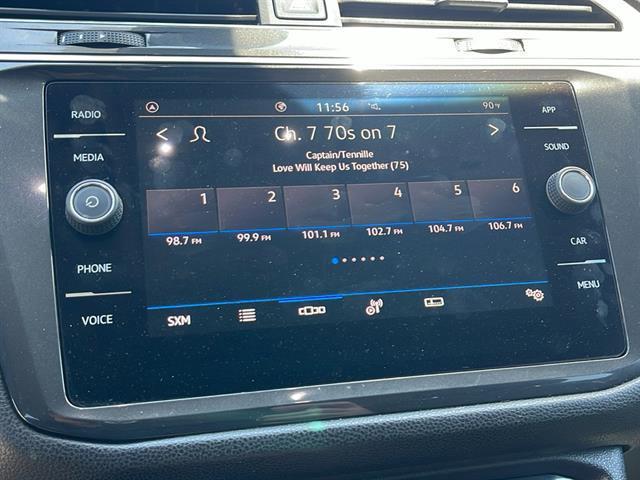 RADIO
MEDIA
PHONE
VOICE
11:56
90°F
< Ch. 7 70s on 7 >
Captain/Tennille
Love Will Keep Us Together (75)
1 2 3 4 5 6
98.7 FM 99.9 FM 101.1 FM 102.7 FM 104.7 FM 106.7 FM
SXM
APP
SOUND
CAR
MENU